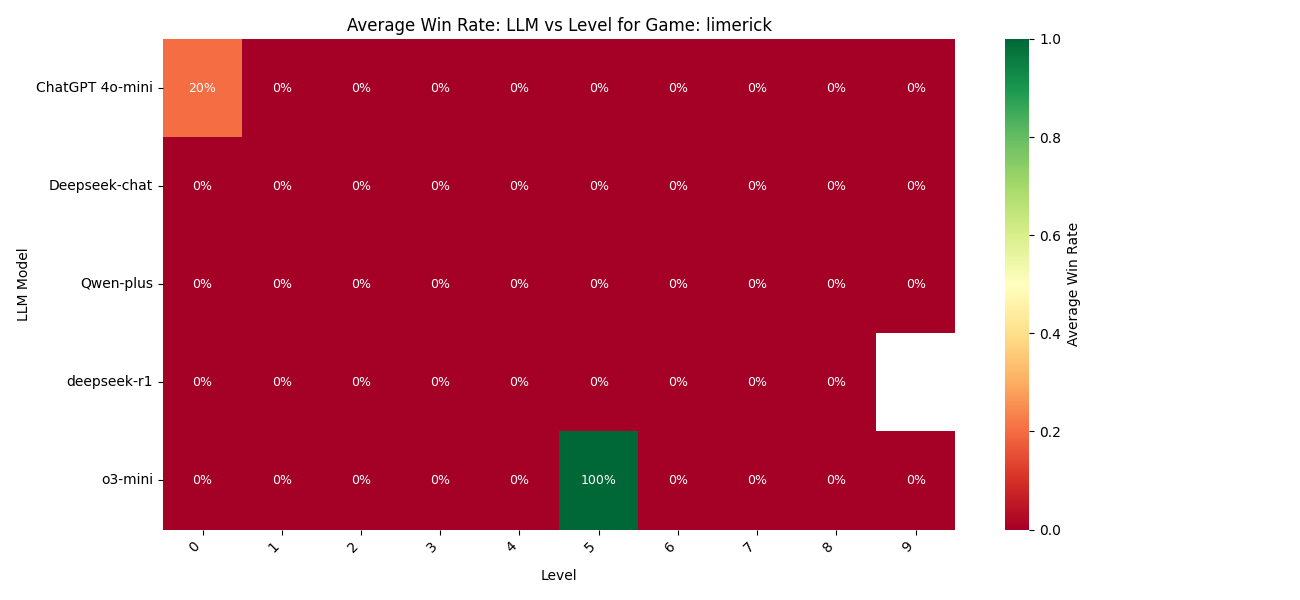 Average Win Rate: LLM vs Level for Game: limerick
LLM Model
ChatGPT 4o-mini 20% 0% 0% 0% 0% 0% 0% 0% 0% 0%
Deepseek-chat 0% 0% 0% 0% 0% 0% 0% 0% 0% 0%
Qwen-plus 0% 0% 0% 0% 0% 0% 0% 0% 0% 0%
deepseek-r1 0% 0% 0% 0% 0% 0% 0% 0% 0%
o3-mini 0% 0% 0% 0% 0% 100% 0% 0% 0% 0%
0 1 2 3 4 5 6 7 8 9
Level
1.0
0.8
0.6
0.4
0.2
0.0
Average Win Rate